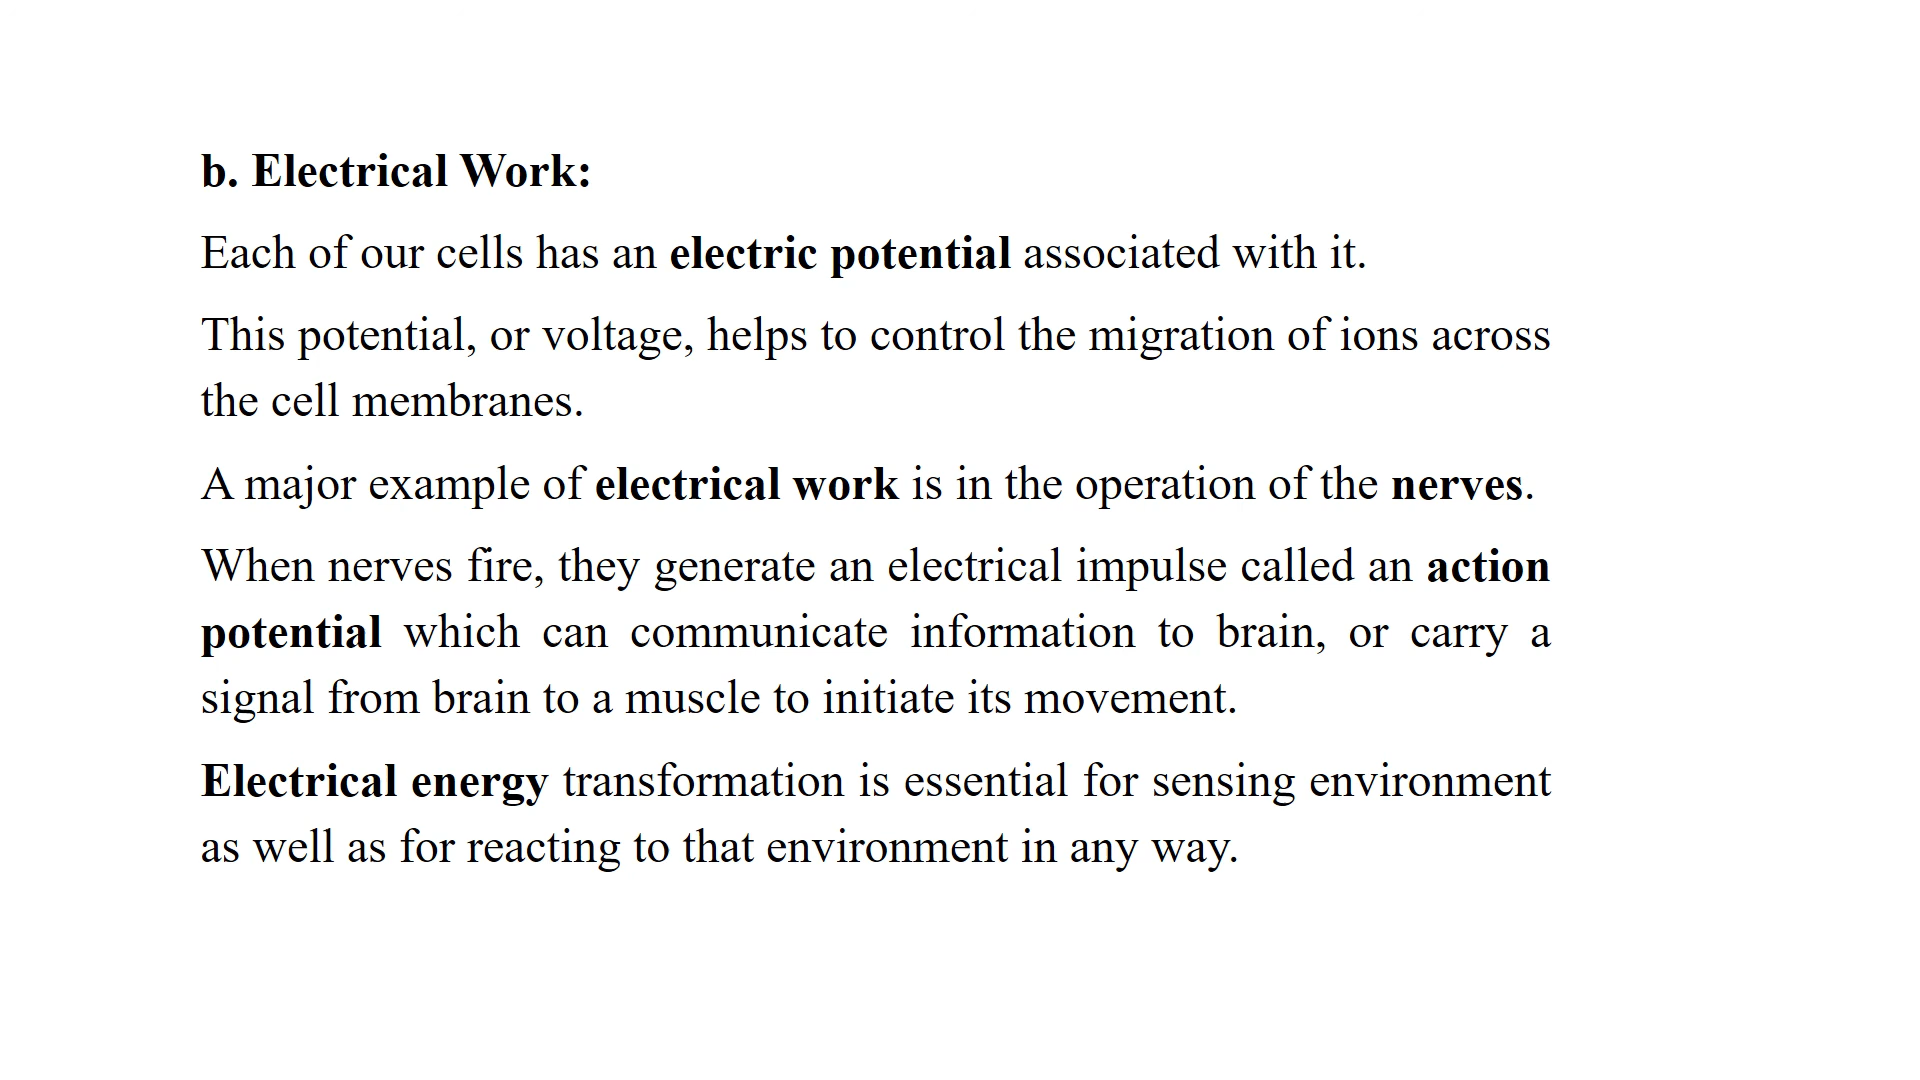 b. Electrical Work:
Each of our cells has an electric potential associated with it.
This potential, or voltage, helps to control the migration of ions across
the cell membranes.
A major example of electrical work is in the operation of the nerves.
When nerves fire, they generate an electrical impulse called an action
potential which can communicate information to brain, or carry a
signal from brain to a muscle to initiate its movement.
Electrical energy transformation is essential for sensing environment
as well as for reacting to that environment in any way.